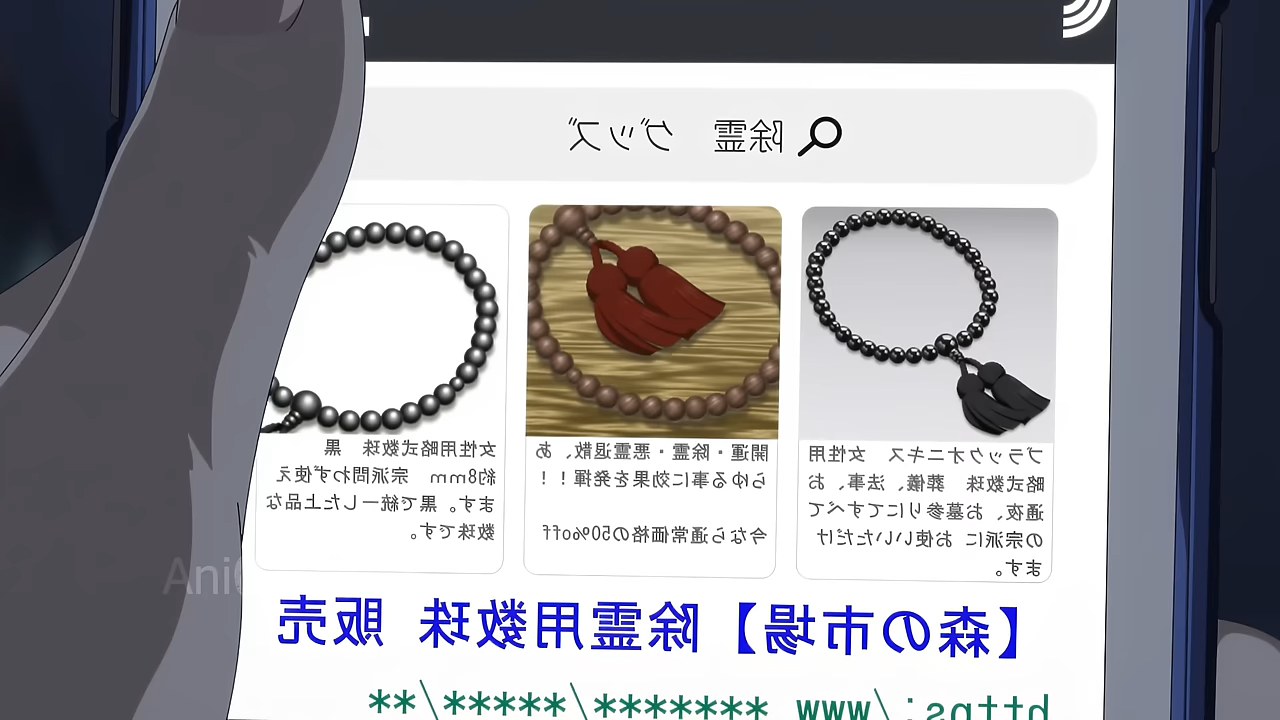 除霊　グッズ
ブラックオニキス　女性用
略式数珠　葬儀、法事、お
通夜、お墓参りにてすべて
の宗派に お使いいただけ
ます。
開運・除霊・悪霊退散、あ
らゆる事に効果を発揮！！
今なら通常価格の50%off
女性用略式数珠　黒
約8mm　宗派問わず使え
ます。黒で統一した上品な
数珠です。
【森の市場】除霊用数珠 販売
https:/www *******/*****/**